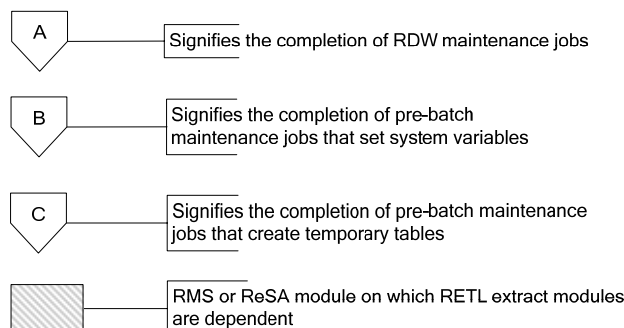 A
Signifies the completion of RDW maintenance jobs
B
Signifies the completion of pre-batch
maintenance jobs that set system variables
C
Signifies the completion of pre-batch maintenance
jobs that create temporary tables
RMS or ReSA module on which RETL extract modules
are dependent